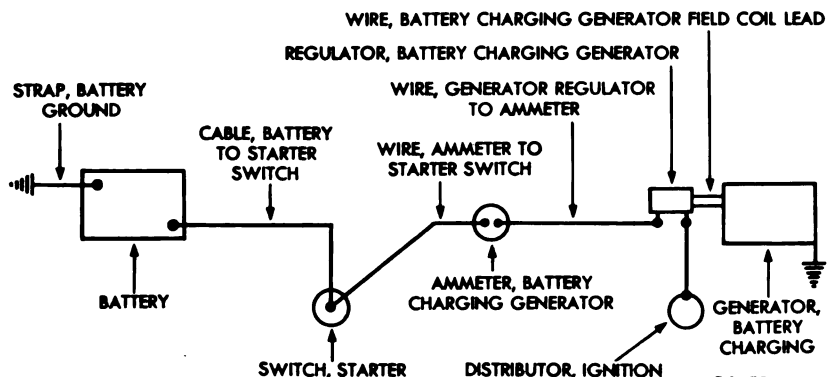 WIRE, BATTERY CHARGING GENERATOR FIELD COIL LEAD
REGULATOR, BATTERY CHARGING GENERATOR
STRAP, BATTERY
GROUND
WIRE, GENERATOR REGULATOR
TO AMMETER
CABLE, BATTERY
TO STARTER
SWITCH
WIRE, AMMETER TO
STARTER SWITCH
BATTERY
AMMETER, BATTERY
CHARGING GENERATOR
GENERATOR,
BATTERY
CHARGING
SWITCH, STARTER
DISTRIBUTOR, IGNITION